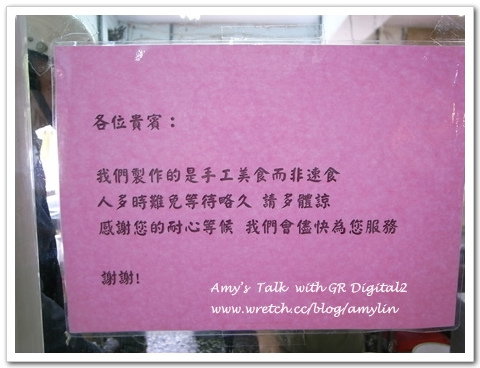 各位貴賓：
我們製作的是手工美食而非速食
人多時難免等待咯久 請多體諒
感謝您的耐心等候 我們會儘快為您服務
謝謝!
Amy's Talk with GR Digital2
www.wretch.cc/blog/amylin